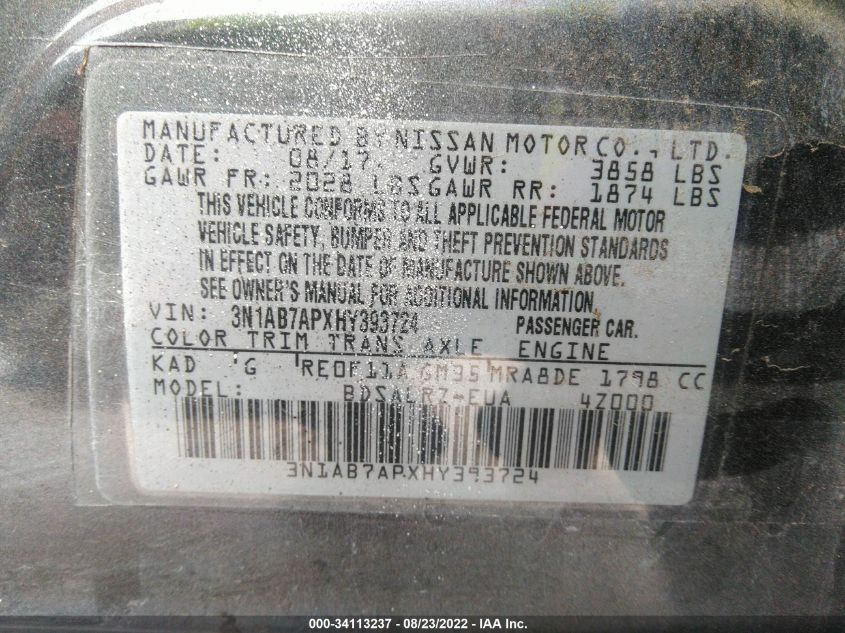 MANUFACTURED BY NISSAN MOTOR CO., LTD.
DATE: 08/17. GVWR: 3858 LBS
GAWR FR: 2028 LBS GAWR RR: 1874 LBS
THIS VEHICLE CONFORMS TO ALL APPLICABLE FEDERAL MOTOR
VEHICLE SAFETY, BUMPER AND THEFT PREVENTION STANDARDS
IN EFFECT ON THE DATE OF MANUFACTURE SHOWN ABOVE.
SEE OWNER'S MANUAL FOR ADDITIONAL INFORMATION.
VIN: 3N1AB7APXHY393724 PASSENGER CAR.
COLOR TRIM TRANS AXLE ENGINE
KAD G RE0F11A GM35 MRA8DE 1798 CC
MODEL: BDSALRZ-EUA 4Z000
3N1AB7APXHY393724
000-34113237 - 08/23/2022 - IAA Inc.